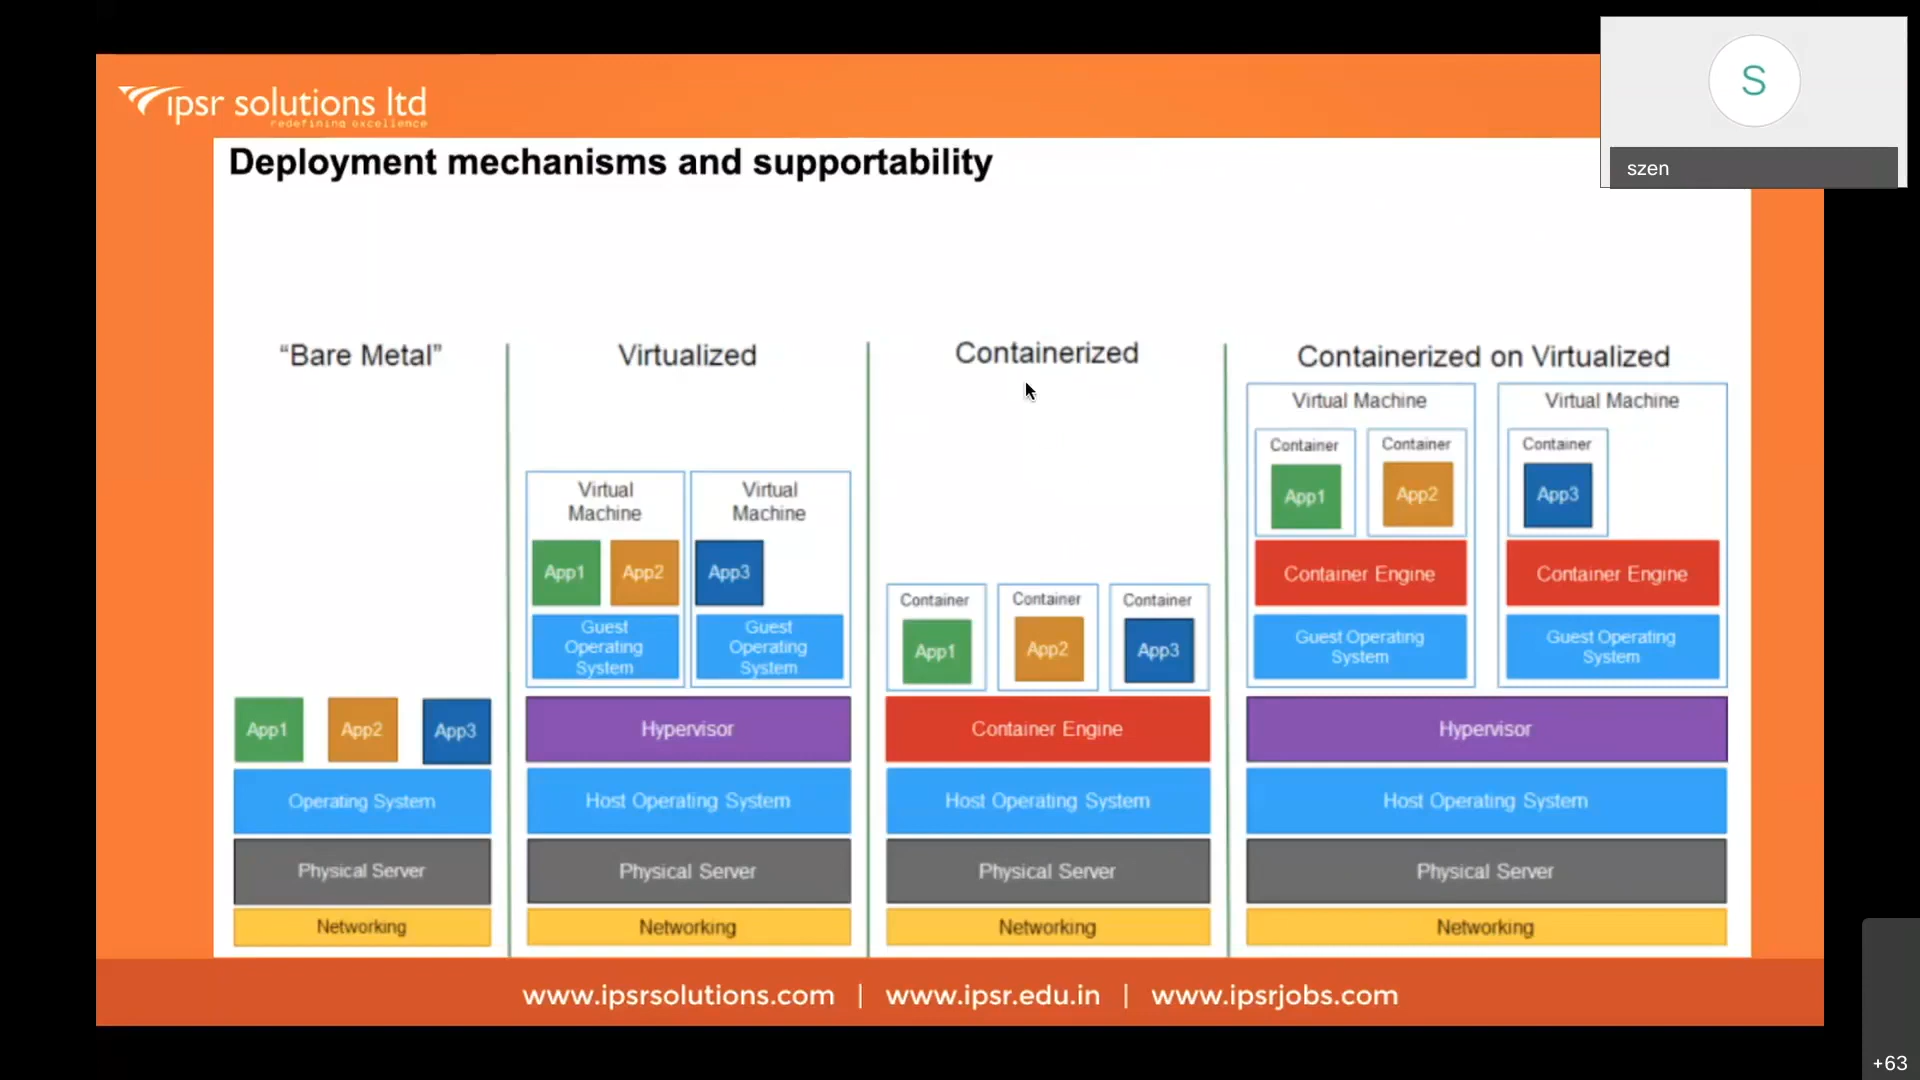 ipsr solutions ltd
redefining excellence
S
szen
Deployment mechanisms and supportability
“Bare Metal”
App1 App2 App3
Operating System
Physical Server
Networking
Virtualized
Virtual
Machine
Virtual
Machine
App1 App2
App3
Guest
Operating
System
Guest
Operating
System
Hypervisor
Host Operating System
Physical Server
Networking
Containerized
Container Container Container
App1 App2 App3
Container Engine
Host Operating System
Physical Server
Networking
Containerized on Virtualized
Virtual Machine
Virtual Machine
Container Container
Container
App1 App2
App3
Container Engine
Container Engine
Guest Operating
System
Guest Operating
System
Hypervisor
Host Operating System
Physical Server
Networking
www.ipsrsolutions.com | www.ipsr.edu.in | www.ipsrjobs.com
+63